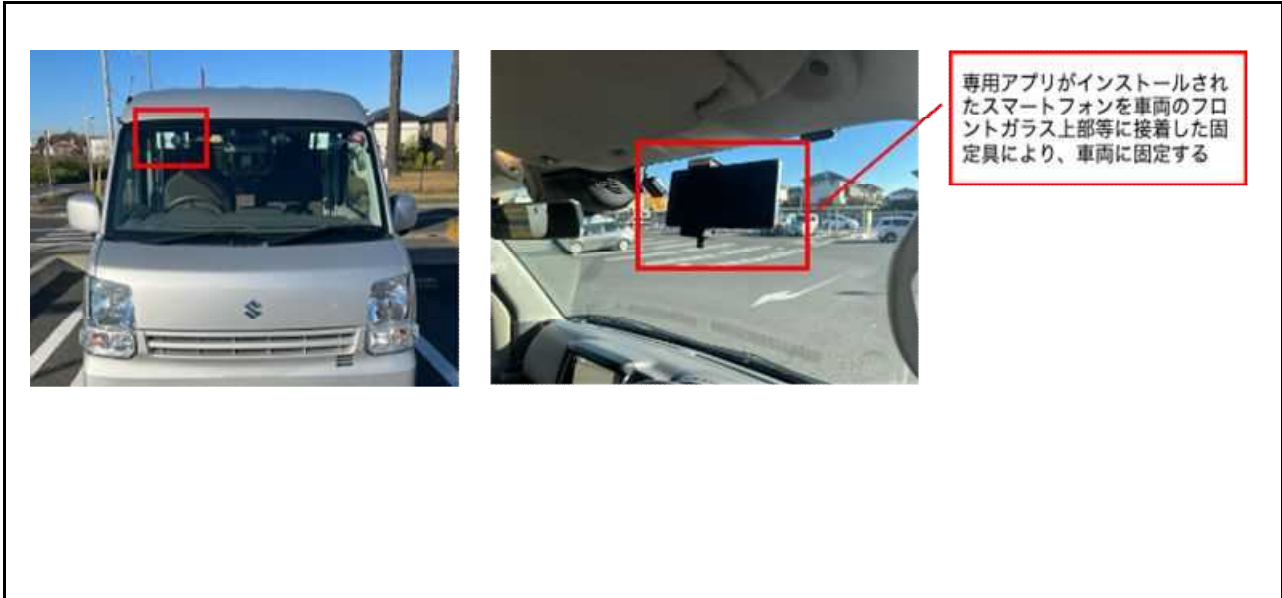 専用アプリがインストールされ
たスマートフォンを車両のフロ
ントガラス上部等に接着した固
定具により、車両に固定する